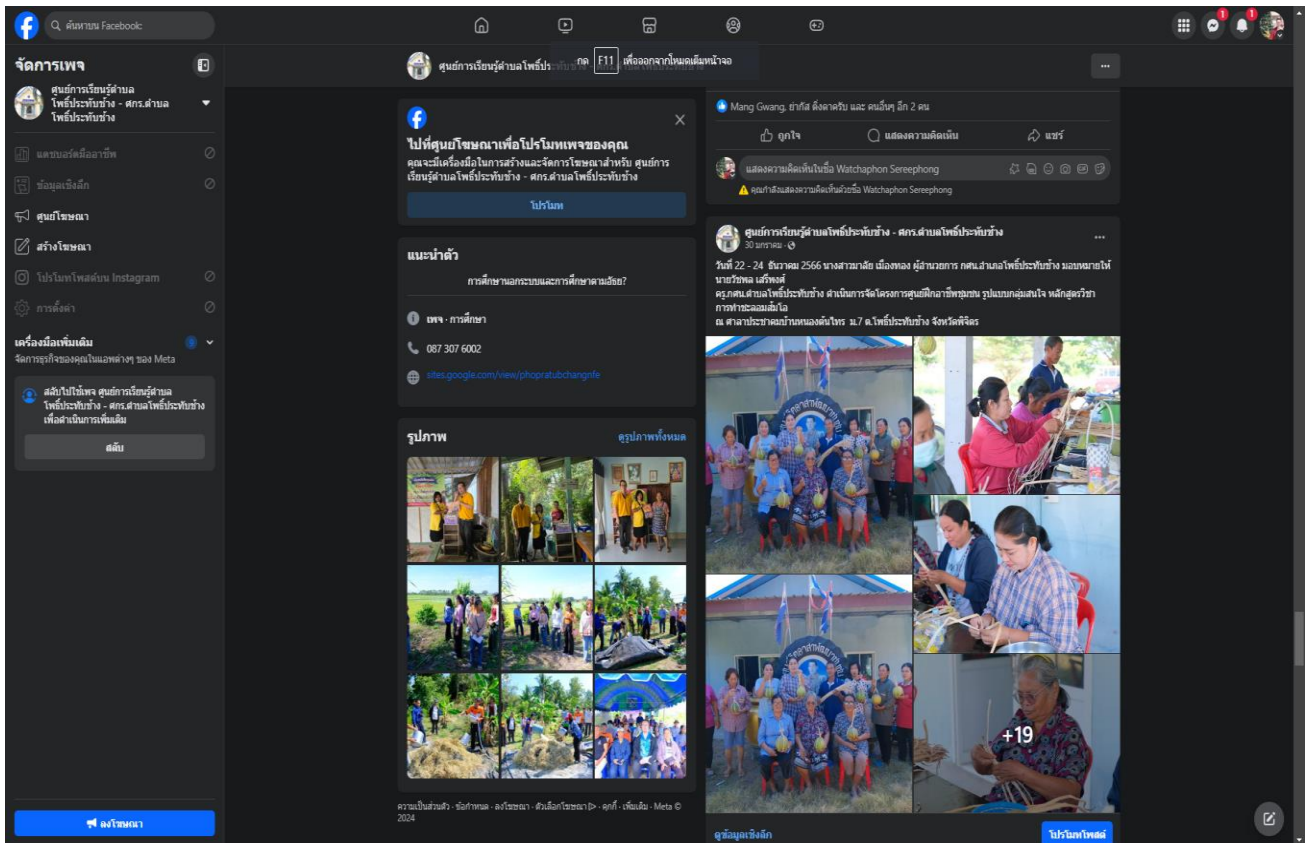 ค้นหาบน Facebook
กด F11 เพื่อออกจากโหมดเต็มหน้าจอ
1
1
จัดการเพจ
ศูนย์การเรียนรู้ตำบล
โพธิ์ประทับช้าง - ศกร.ตำบล
โพธิ์ประทับช้าง
แดชบอร์ดมืออาชีพ
ข้อมูลเชิงลึก
ศูนย์โฆษณา
สร้างโฆษณา
โปรโมทโพสต์บน Instagram
การตั้งค่า
เครื่องมือเพิ่มเติม
จัดการธุรกิจของคุณในแอพต่างๆ ของ Meta
สลับไปใช้เพจ ศูนย์การเรียนรู้ตำบล
โพธิ์ประทับช้าง - ศกร.ตำบลโพธิ์ประทับช้าง
เพื่อดำเนินการเพิ่มเติม
สลับ
ลงโฆษณา
ศูนย์การเรียนรู้ตำบลโพธิ์ประทับช้าง - ศกร.ตำบลโพธิ์ประทับช้าง
ไปที่ศูนย์โฆษณาเพื่อโปรโมทเพจของคุณ
คุณจะมีเครื่องมือในการสร้างและจัดการโฆษณาสำหรับ ศูนย์การ
เรียนรู้ตำบลโพธิ์ประทับช้าง - ศกร.ตำบลโพธิ์ประทับช้าง
โปรโมท
แนะนำตัว
การศึกษานอกระบบและการศึกษาตามอัธย?
เพจ · การศึกษา
087 307 6002
sites.google.com/view/phopratubchangnfe
รูปภาพ
ดูรูปภาพทั้งหมด
ความเป็นส่วนตัว · ข้อกำหนด · ลงโฆษณา · ตัวเลือกโฆษณา · คุกกี้ · เพิ่มเติม · Meta ©
2024
Mang Gwang, ย่ากัส ดิ่งดาครับ และ คนอื่นๆ อีก 2 คน
ถูกใจ
แสดงความคิดเห็น
แชร์
แสดงความคิดเห็นในชื่อ Watchaphon Sereephong
คุณกำลังแสดงความคิดเห็นด้วยชื่อ Watchaphon Sereephong
ศูนย์การเรียนรู้ตำบลโพธิ์ประทับช้าง - ศกร.ตำบลโพธิ์ประทับช้าง
30 มกราคม
วันที่ 22 - 24 ธันวาคม 2566 นางสาวมาลัย เมืองทอง ผู้อำนวยการ กศน.อำเภอโพธิ์ประทับช้าง มอบหมายให้
นายวัชพล เสรีพงศ์
ครู.กศน.ตำบลโพธิ์ประทับช้าง ดำเนินการจัดโครงการศูนย์ฝึกอาชีพชุมชน รูปแบบกลุ่มสนใจ หลักสูตรวิชา
การทำชะลอมส้มโอ
ณ ศาลาประชาคมบ้านหนองต้นไทร ม.7 ต.โพธิ์ประทับช้าง จังหวัดพิจิตร
+19
ดูข้อมูลเชิงลึก
โปรโมทโพสต์